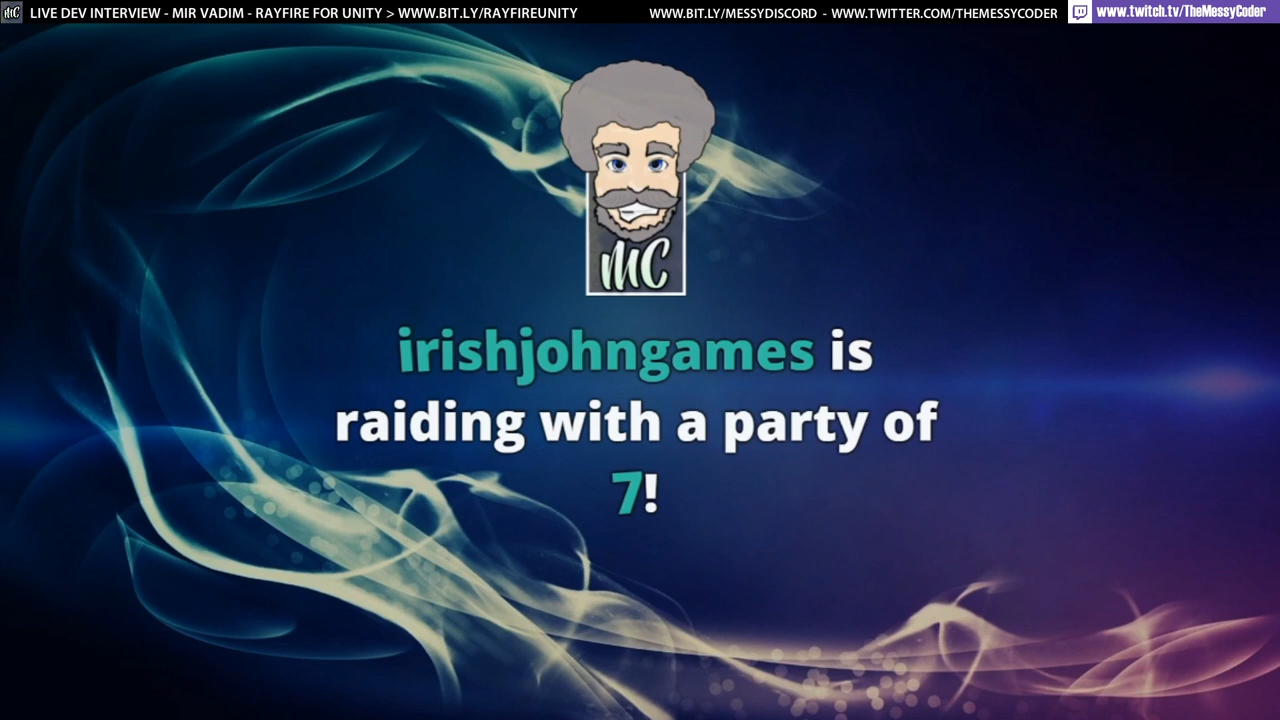 MC LIVE DEV INTERVIEW - MIR VADIM - RAYFIRE FOR UNITY > WWW.BIT.LY/RAYFIREUNITY WWW.BIT.LY/MESSYDISCORD - WWW.TWITTER.COM/THEMESSYCODER www.twitch.tv/TheMessyCoder
MC
irishjohngames is
raiding with a party of
7!